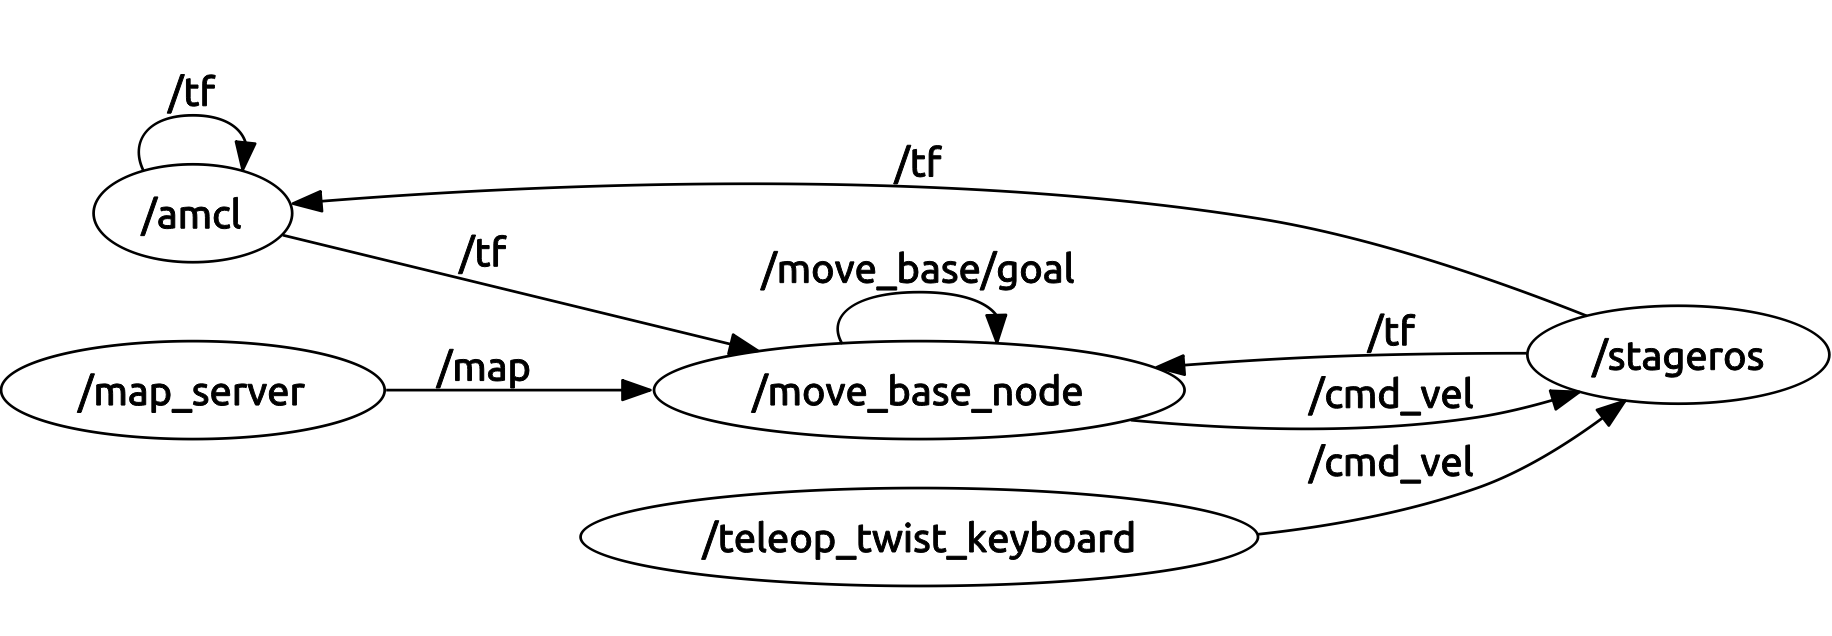 /tf
/tf
/amcl
/tf
/move_base/goal
/tf
/stageros
/map
/map_server
/move_base_node
/cmd_vel
/cmd_vel
/teleop_twist_keyboard